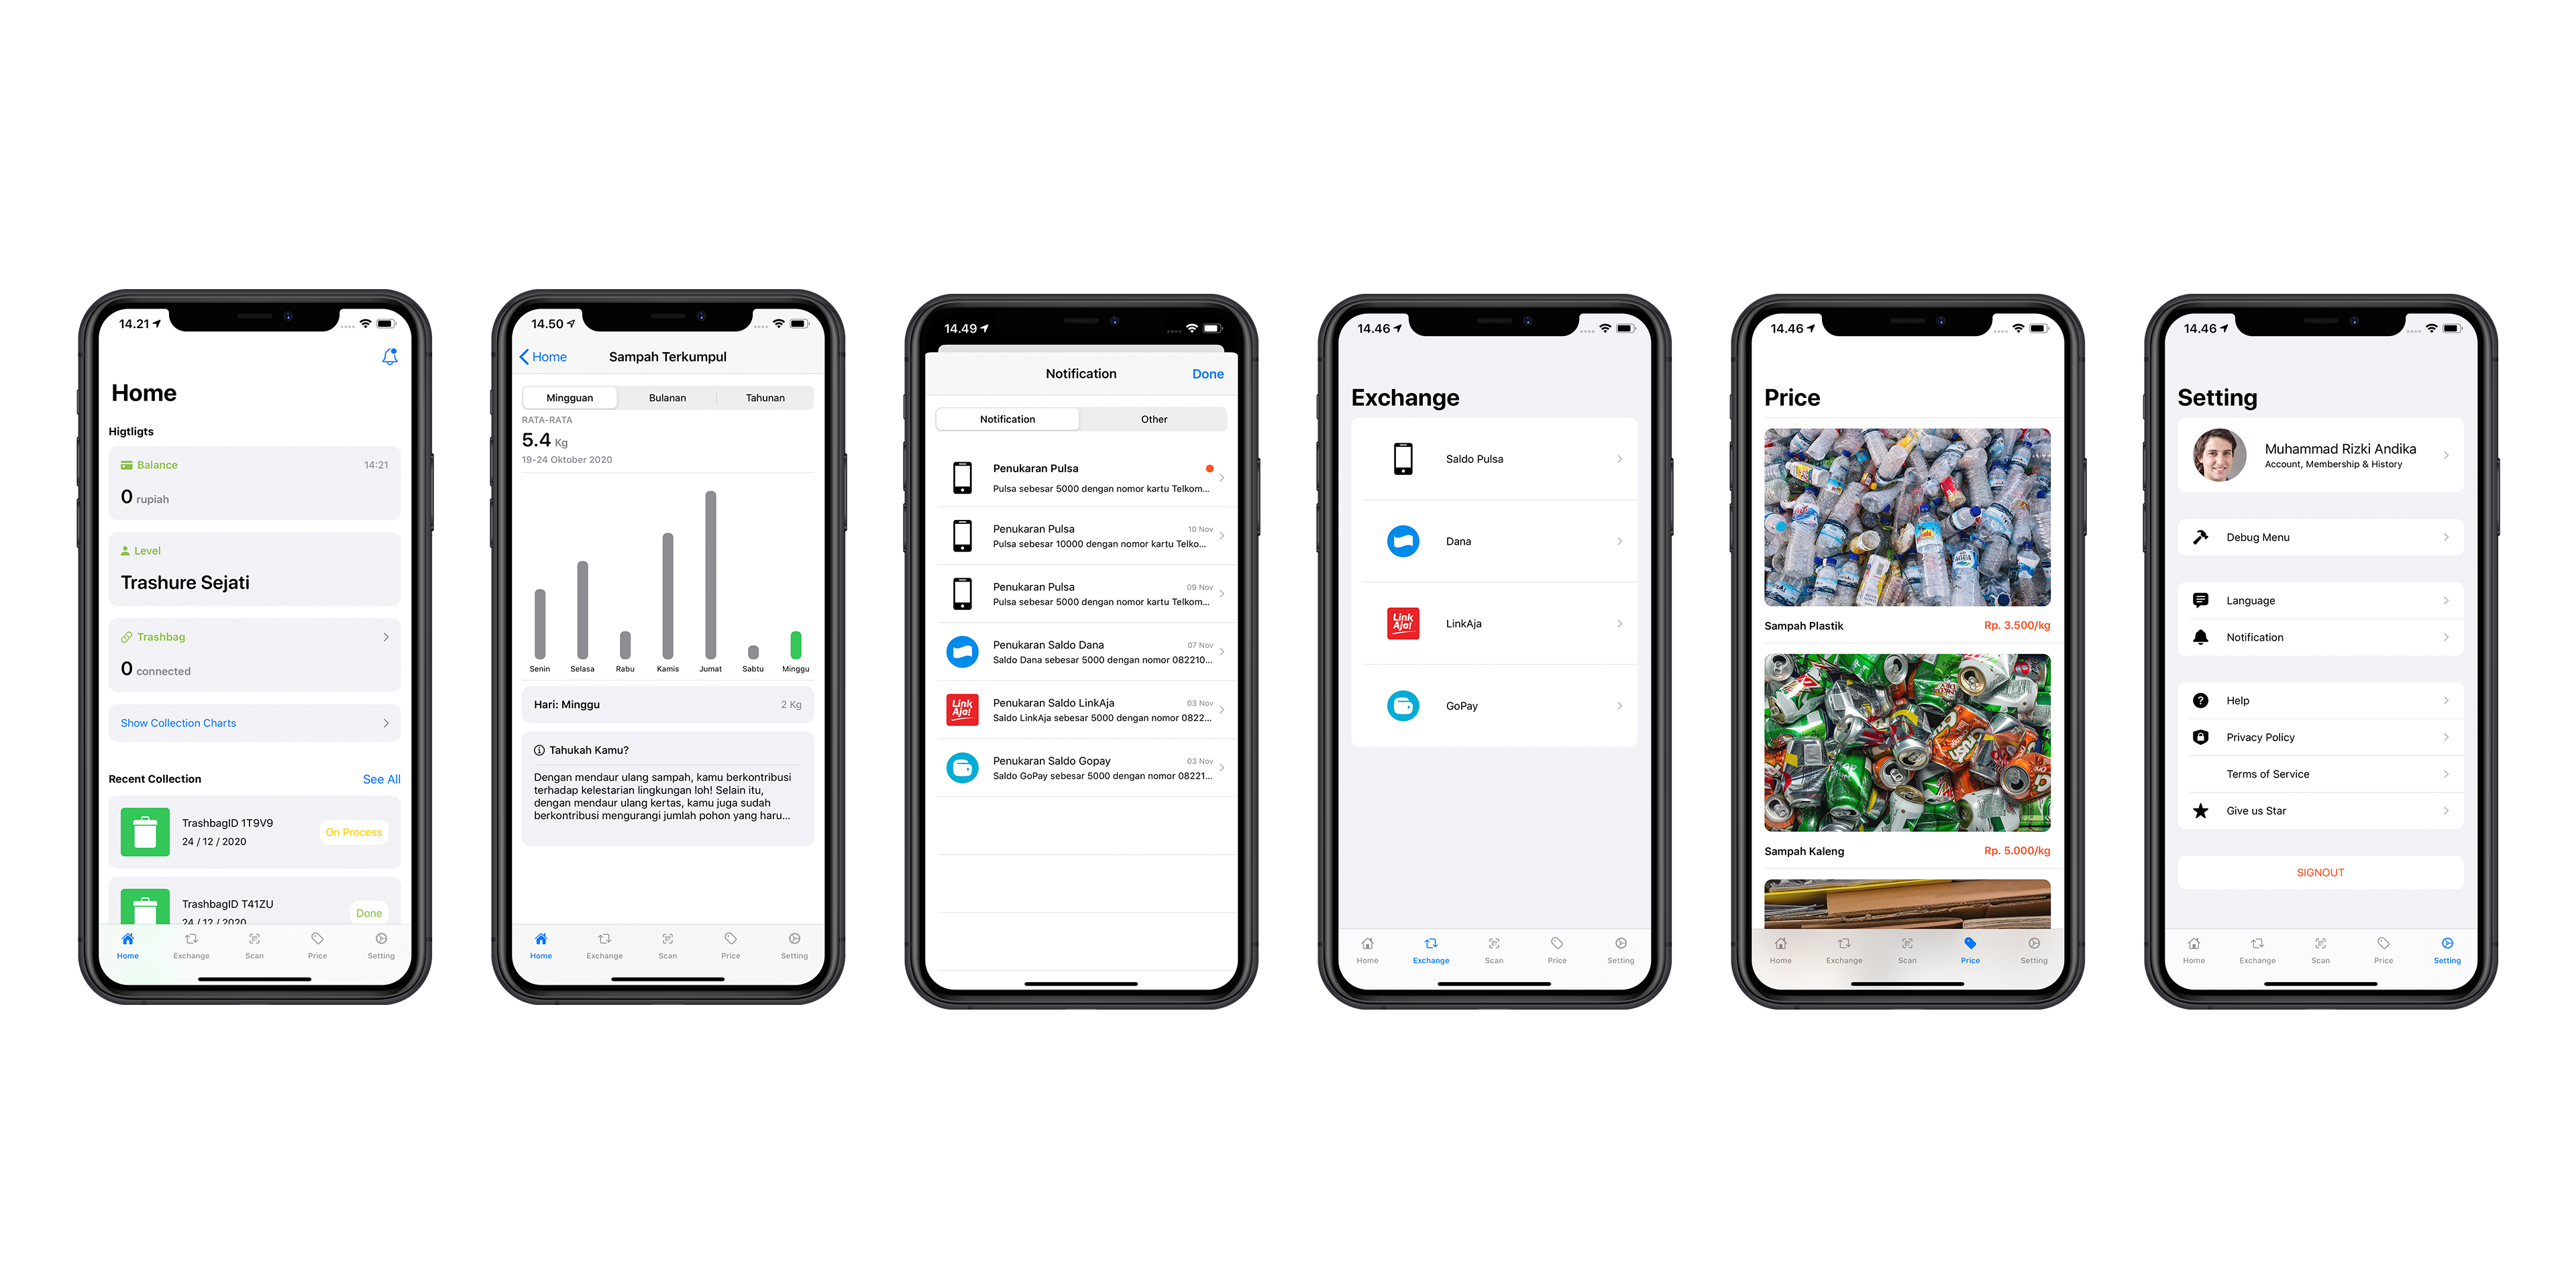 14.21
Home
Higtligts
Balance
14:21
0 rupiah
Level
Trashure Sejati
Trashbag
0 connected
Show Collection Charts
Recent Collection
See All
TrashbagID 1T9V9
24 / 12 / 2020
On Process
TrashbagID T41ZU
24 / 12 / 2020
Done
Home
Exchange
Scan
Price
Setting
14.50
Home
Sampah Terkumpul
Mingguan
Bulanan
Tahunan
RATA-RATA
5.4 Kg
19-24 Oktober 2020
Senin
Selasa
Rabu
Kamis
Jumat
Sabtu
Minggu
Hari: Minggu
2 Kg
Tahukah Kamu?
Dengan mendaur ulang sampah, kamu berkontribusi
terhadap kelestarian lingkungan loh! Selain itu,
dengan mendaur ulang kertas, kamu juga sudah
berkontribusi mengurangi jumlah pohon yang haru...
Home
Exchange
Scan
Price
Setting
14.49
Notification
Done
Notification
Other
Penukaran Pulsa
Pulsa sebesar 5000 dengan nomor kartu Telkom...
Penukaran Pulsa
10 Nov
Pulsa sebesar 10000 dengan nomor kartu Telko...
Penukaran Pulsa
09 Nov
Pulsa sebesar 5000 dengan nomor kartu Telkom...
Penukaran Saldo Dana
07 Nov
Saldo Dana sebesar 5000 dengan nomor 082210...
Link
Aja!
Penukaran Saldo LinkAja
03 Nov
Saldo LinkAja sebesar 5000 dengan nomor 0822...
Penukaran Saldo Gopay
03 Nov
Saldo GoPay sebesar 5000 dengan nomor 08221...
14.46
Exchange
Saldo Pulsa
Dana
Link
Aja!
LinkAja
GoPay
Home
Exchange
Scan
Price
Setting
14.46
Price
Sampah Plastik
Rp. 3.500/kg
Crush
Sampah Kaleng
Rp. 5.000/kg
Home
Exchange
Scan
Price
Setting
14.46
Setting
Muhammad Rizki Andika
Account, Membership & History
Debug Menu
Language
Notification
Help
Privacy Policy
Terms of Service
Give us Star
SIGNOUT
Home
Exchange
Scan
Price
Setting